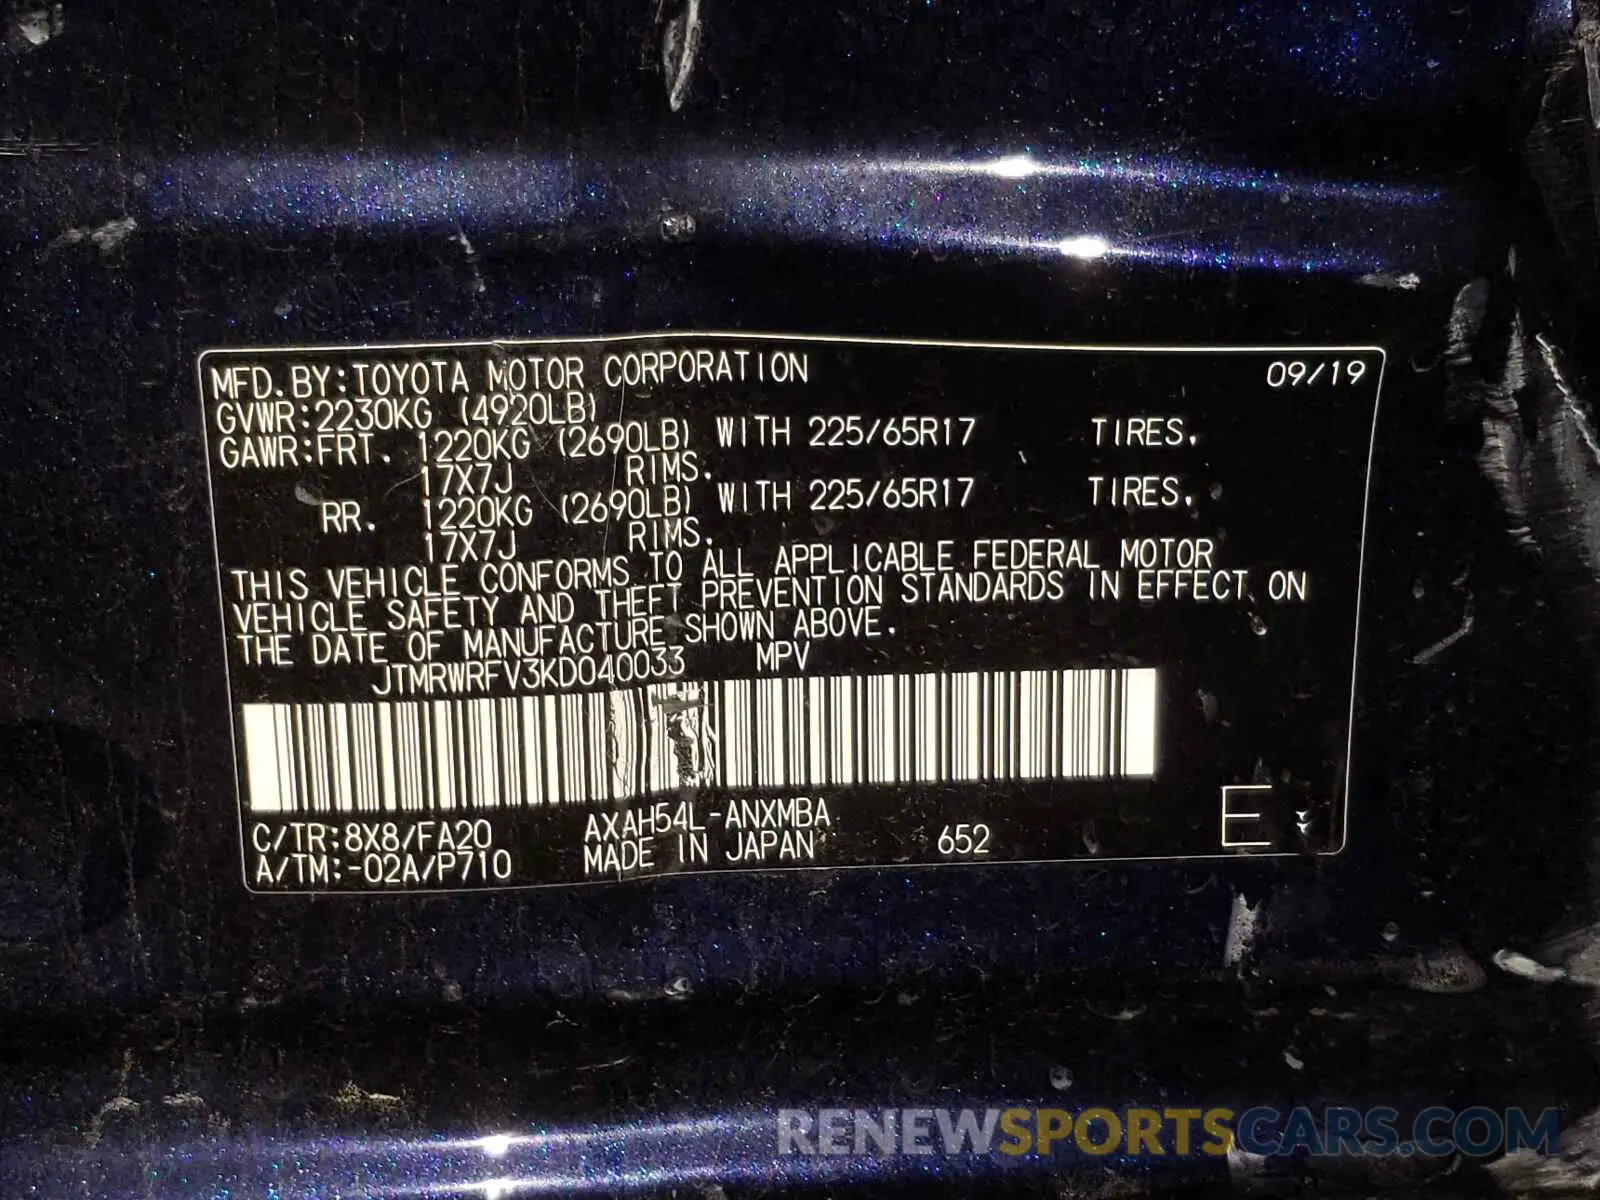 MFD.BY:TOYOTA MOTOR CORPORATION 09/19
GVWR:2230KG (4920LB)
GAWR:FRT. 1220KG (2690LB) WITH 225/65R17 TIRES,
17X7J RIMS.
RR. 1220KG (2690LB) WITH 225/65R17 TIRES,
17X7J RIMS.
THIS VEHICLE CONFORMS TO ALL APPLICABLE FEDERAL MOTOR
VEHICLE SAFETY AND THEFT PREVENTION STANDARDS IN EFFECT ON
THE DATE OF MANUFACTURE SHOWN ABOVE.
JTMRWRFV3KD040033 MPV
C/TR:8X8/FA20 AXAH54L-ANXMBA
A/TM:-02A/P710 MADE IN JAPAN 652 E
RENEWSPORTSCARS.COM